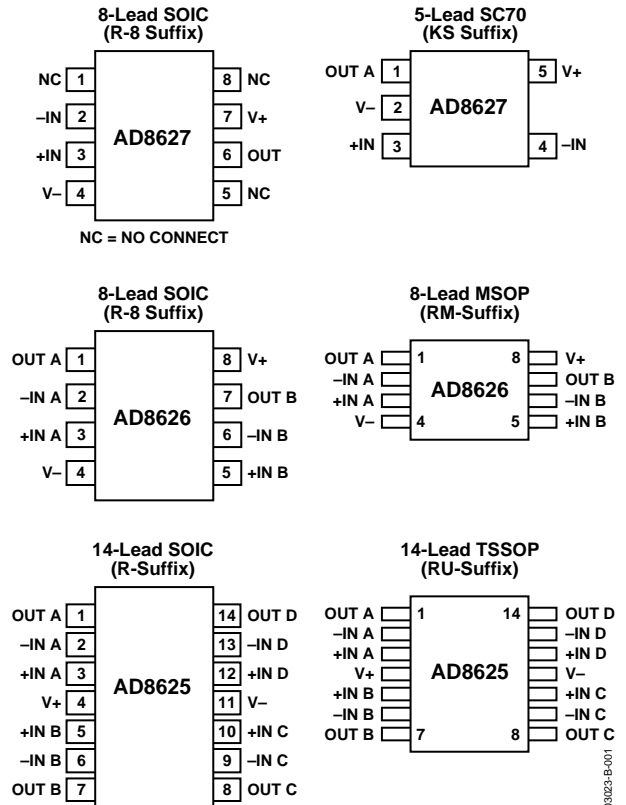 8-Lead SOIC
(R-8 Suffix)
NC 1 8 NC
–IN 2 7 V+
AD8627
+IN 3 6 OUT
V– 4 5 NC
NC = NO CONNECT
5-Lead SC70
(KS Suffix)
OUT A 1 5 V+
V– 2 AD8627
+IN 3 4 –IN
8-Lead SOIC
(R-8 Suffix)
OUT A 1 8 V+
–IN A 2 7 OUT B
AD8626
+IN A 3 6 –IN B
V– 4 5 +IN B
8-Lead MSOP
(RM-Suffix)
OUT A 1 8 V+
–IN A OUT B
AD8626
+IN A –IN B
V– 4 5 +IN B
14-Lead SOIC
(R-Suffix)
OUT A 1 14 OUT D
–IN A 2 13 –IN D
+IN A 3 12 +IN D
AD8625
V+ 4 11 V–
+IN B 5 10 +IN C
–IN B 6 9 –IN C
OUT B 7 8 OUT C
14-Lead TSSOP
(RU-Suffix)
OUT A 1 14 OUT D
–IN A –IN D
+IN A +IN D
V+ AD8625 V–
+IN B +IN C
–IN B –IN C
OUT B 7 8 OUT C
03023-B-001